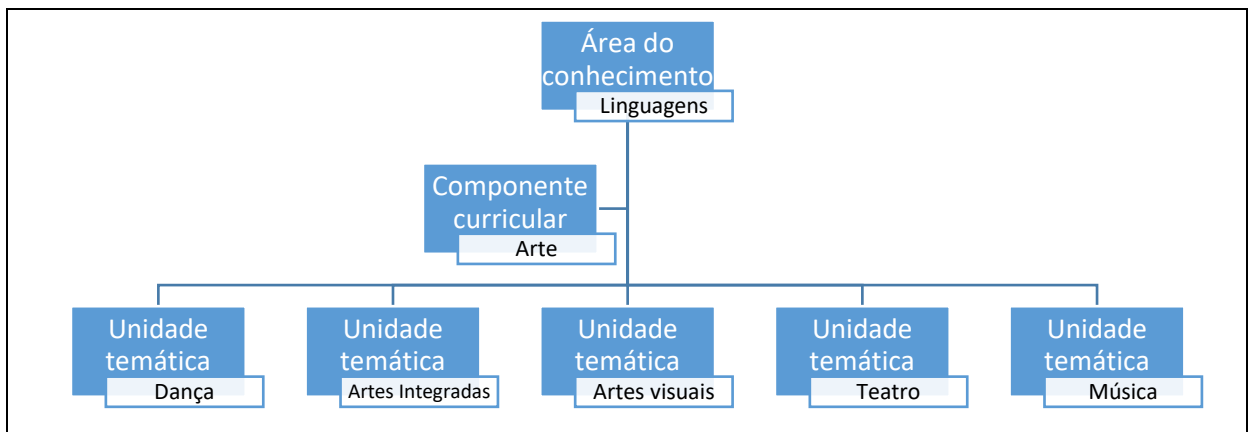 Área do
conhecimento
Linguagens
Componente
curricular
Arte
Unidade
temática
Dança
Unidade
temática
Artes Integradas
Unidade
temática
Artes visuais
Unidade
temática
Teatro
Unidade
temática
Música